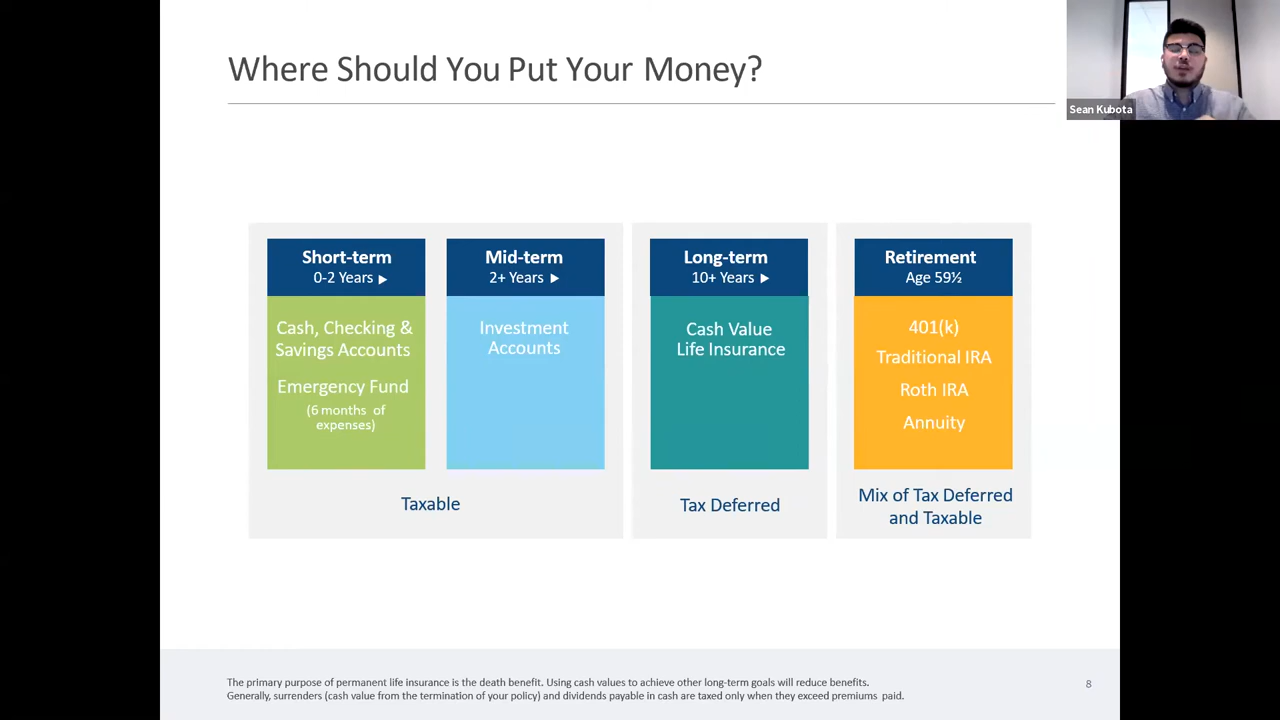 Where Should You Put Your Money?
Sean Kubota
Short-term
0-2 Years ▶
Cash, Checking &
Savings Accounts
Emergency Fund
(6 months of
expenses)
Mid-term
2+ Years ▶
Investment
Accounts
Taxable
Long-term
10+ Years ▶
Cash Value
Life Insurance
Tax Deferred
Retirement
Age 59½
401(k)
Traditional IRA
Roth IRA
Annuity
Mix of Tax Deferred
and Taxable
The primary purpose of permanent life insurance is the death benefit. Using cash values to achieve other long-term goals will reduce benefits.
Generally, surrenders (cash value from the termination of your policy) and dividends payable in cash are taxed only when they exceed premiums paid.
8